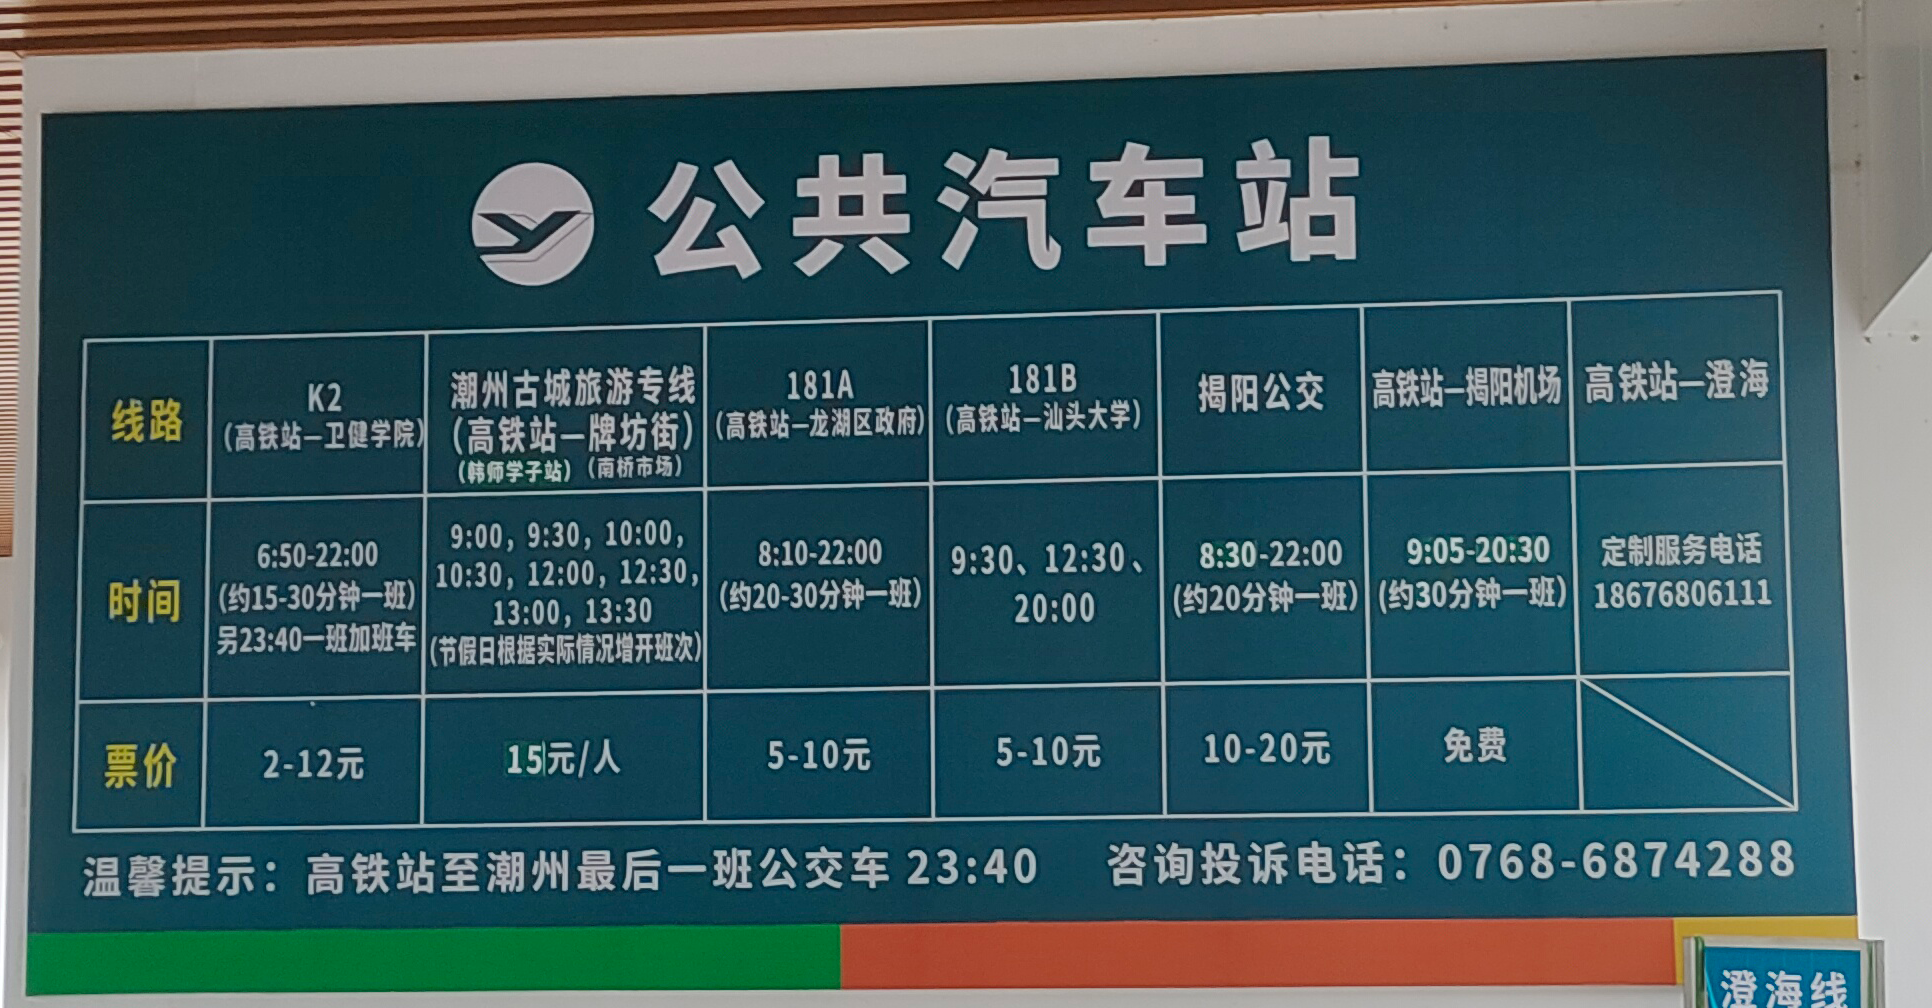 公共汽车站
线路
K2
(高铁站—卫健学院)
潮州古城旅游专线
(高铁站—牌坊街)
(韩师学子站) (南桥市场)
181A
(高铁站—龙湖区政府)
181B
(高铁站—汕头大学)
揭阳公交
高铁站—揭阳机场
高铁站—澄海
时间
6:50-22:00
(约15-30分钟一班)
另23:40一班加班车
9:00, 9:30, 10:00,
10:30, 12:00, 12:30,
13:00, 13:30
(节假日根据实际情况增开班次)
8:10-22:00
(约20-30分钟一班)
9:30、12:30、
20:00
8:30-22:00
(约20分钟一班)
9:05-20:30
(约30分钟一班)
定制服务电话
18676806111
票价
2-12元
15元/人
5-10元
5-10元
10-20元
免费
温馨提示：高铁站至潮州最后一班公交车 23:40 咨询投诉电话：0768-6874288
澄海线